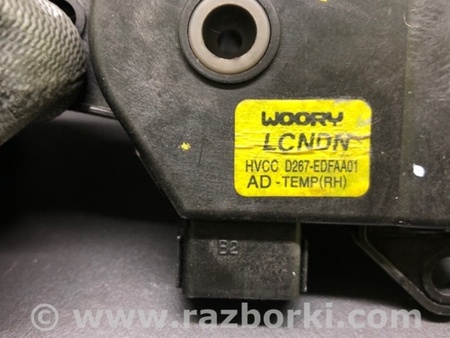 WOORY
LCNDN
HVCC D267-EDFAA01
AD-TEMP(RH)
B2
© www.razborki.com